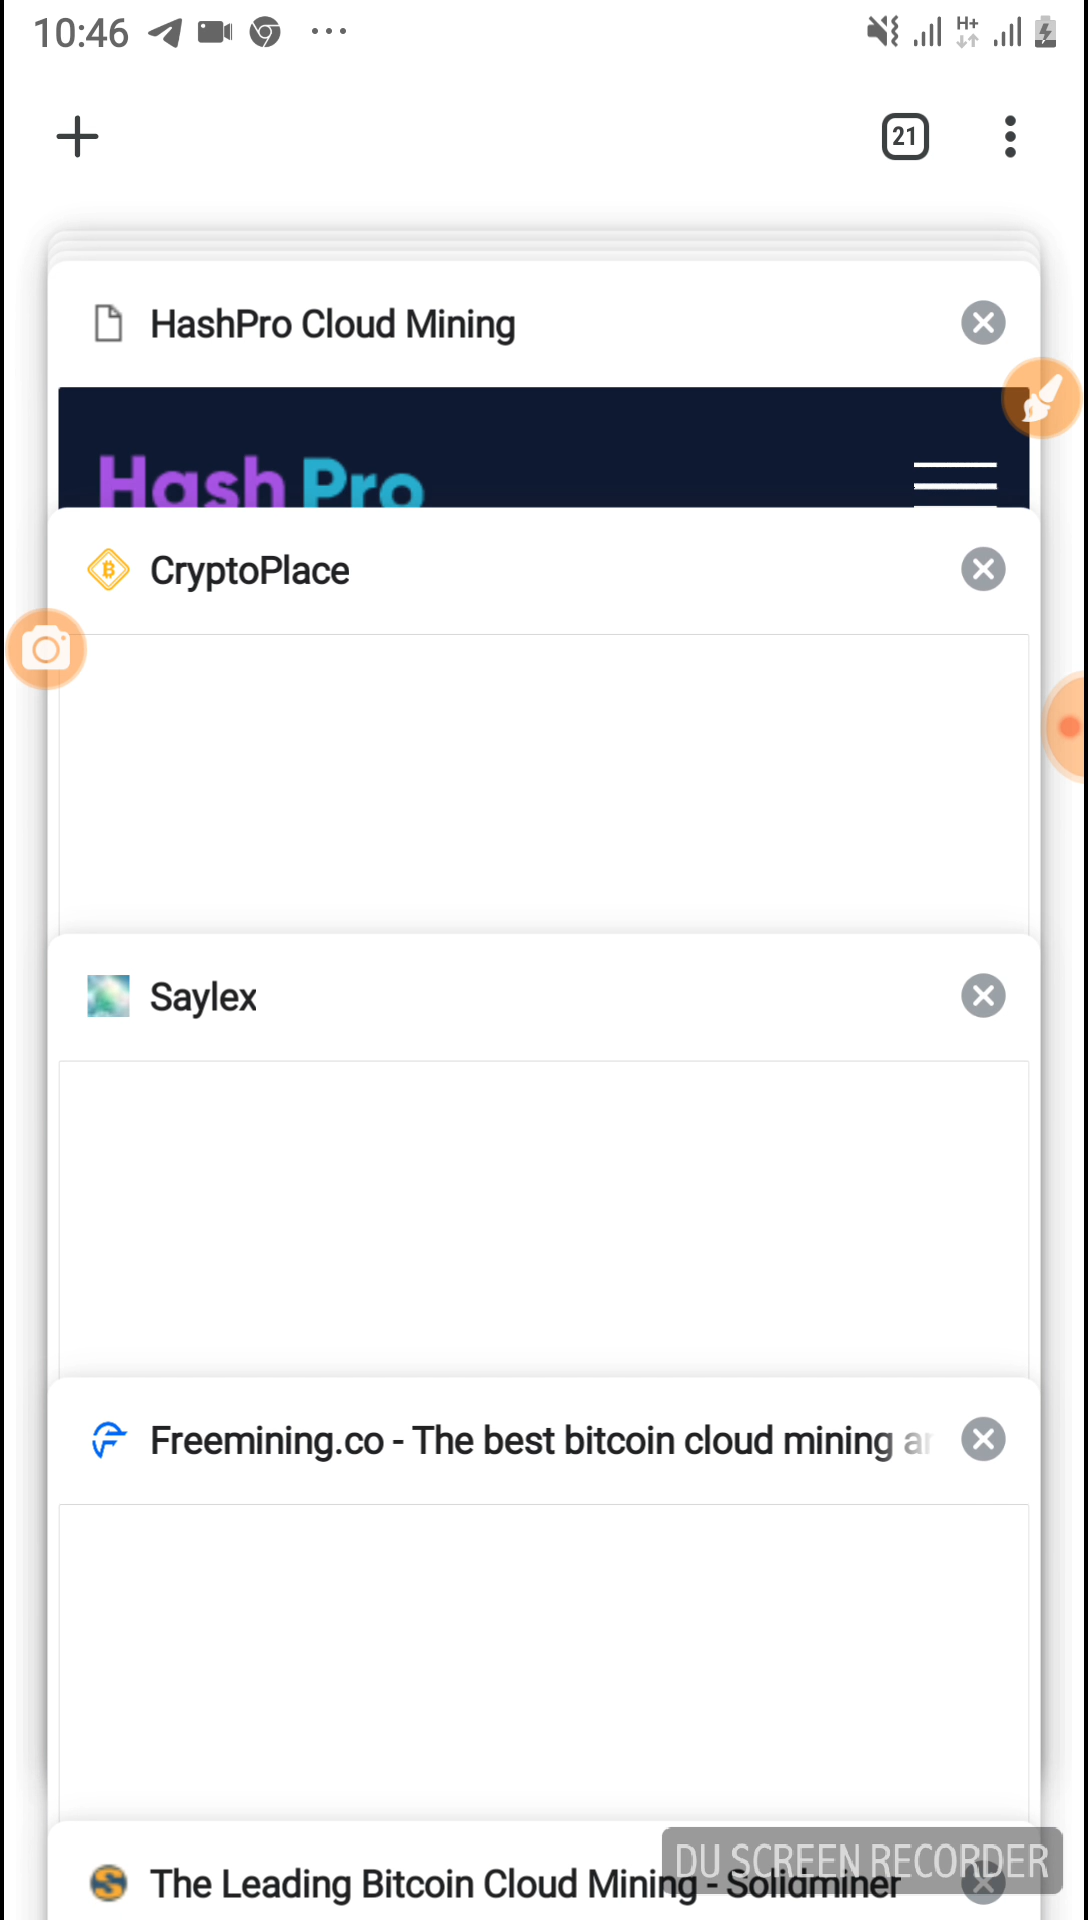 10:46
H+
21
HashPro Cloud Mining
Hash Pro
CryptoPlace
Saylex
Freemining.co - The best bitcoin cloud mining
DU SCREEN RECORDER
The Leading Bitcoin Cloud Mining - Solidminer